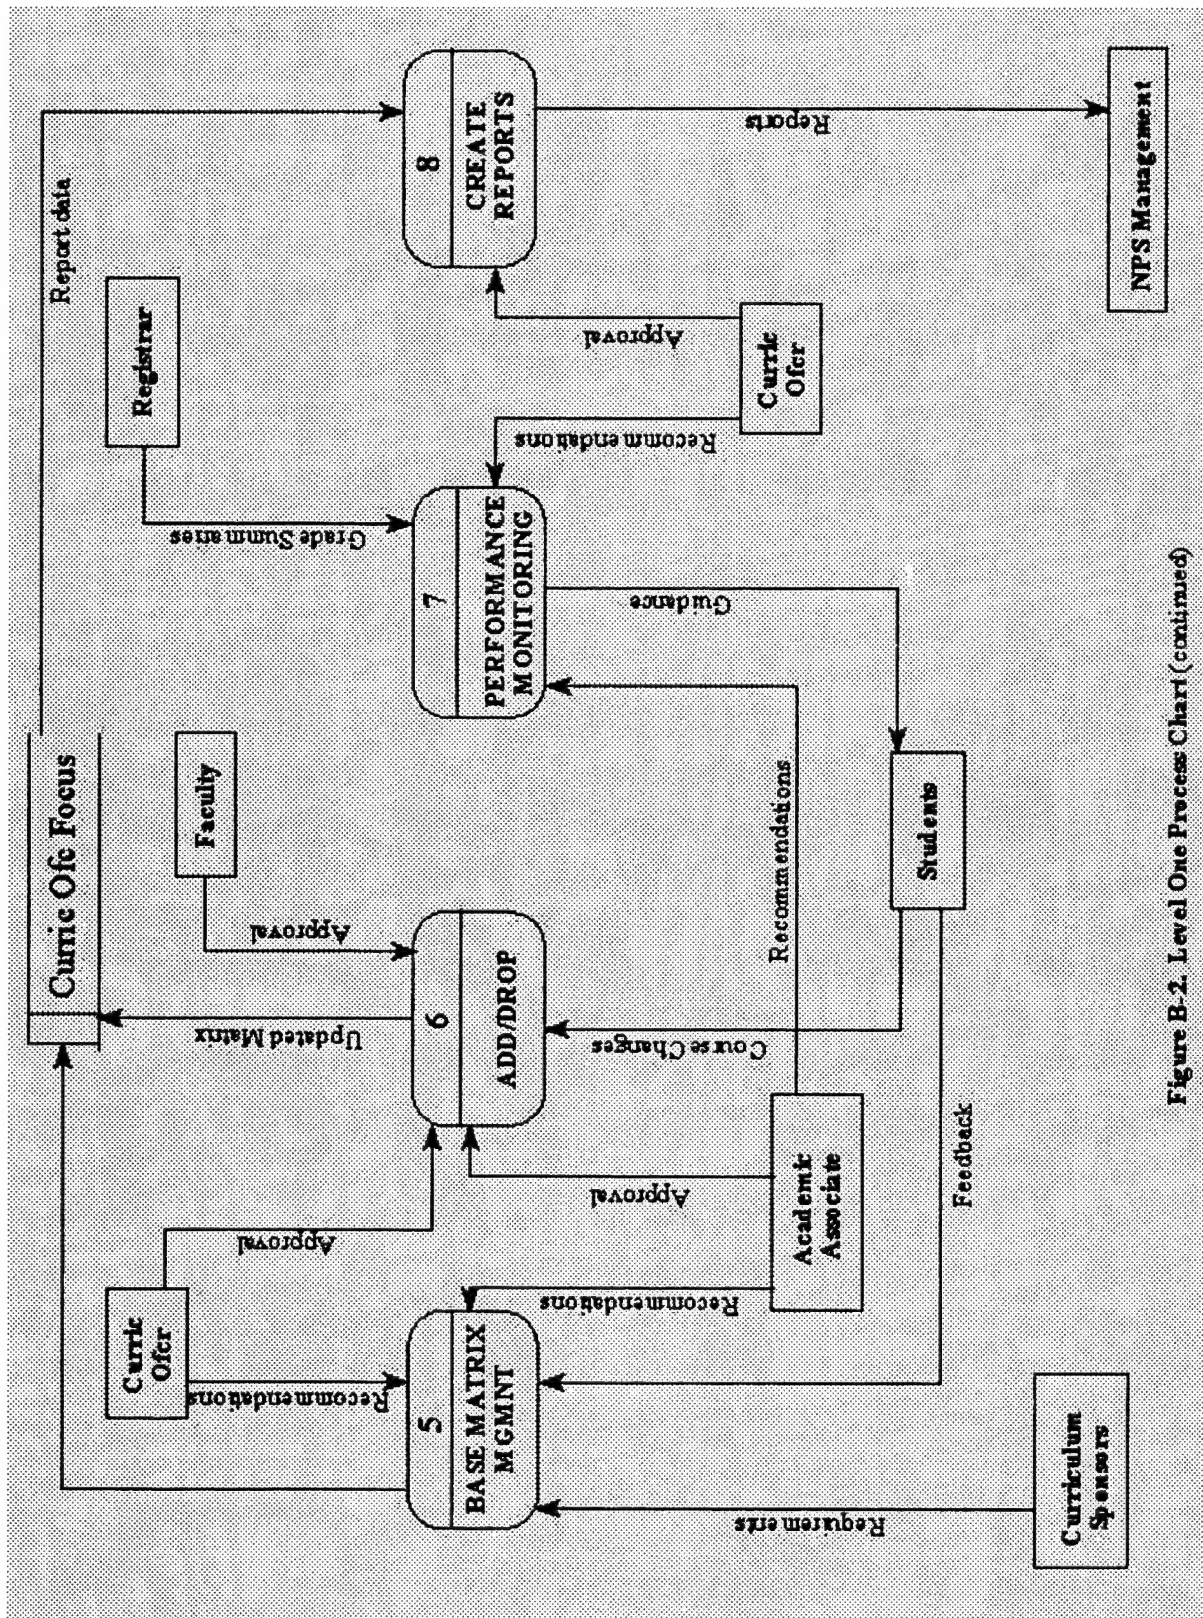 Curric Ofc Focus
Report data
Curric
Ofcr
Faculty
Registrar
Recommendations
Approval
Updated Matrix
Approval
Grade Summaries
5
BASE MATRIX
MGMNT
6
ADD/DROP
7
PERFORMANCE
MONITORING
8
CREATE
REPORTS
Requirements
Recommendations
Approval
Course Changes
Recommendations
Guidance
Recommendations
Approval
Reports
Academic
Associate
Curric
Ofcr
Students
Feedback
Curriculum
Sponsors
NPS Management
Figure B-2. Level One Process Chart (continued)